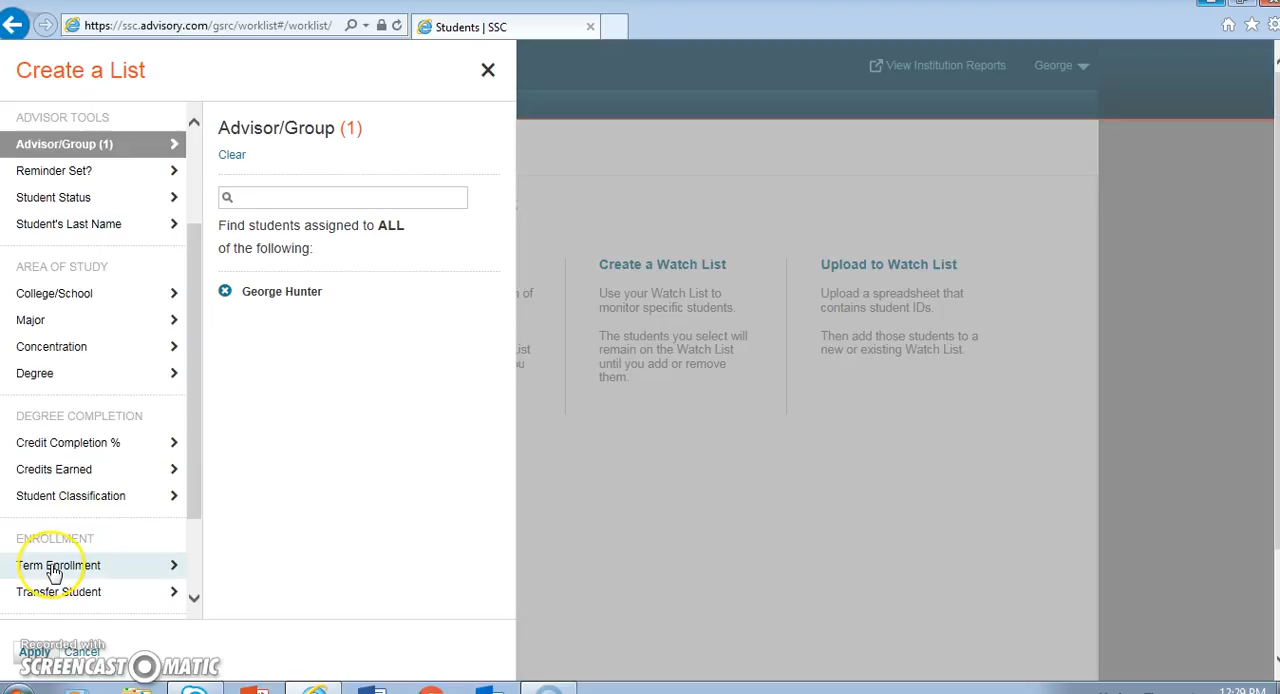 https://ssc.advisory.com/gsrc/worklist#/worklist/
Students | SSC
Create a List
View Institution Reports
George
ADVISOR TOOLS
Advisor/Group (1)
Reminder Set?
Student Status
Student's Last Name
AREA OF STUDY
College/School
Major
Concentration
Degree
DEGREE COMPLETION
Credit Completion %
Credits Earned
Student Classification
ENROLLMENT
Term Enrollment
Transfer Student
Apply
Cancel
Advisor/Group (1)
Clear
Find students assigned to ALL
of the following:
George Hunter
n of
ist
u
Create a Watch List
Use your Watch List to
monitor specific students.
The students you select will
remain on the Watch List
until you add or remove
them.
Upload to Watch List
Upload a spreadsheet that
contains student IDs.
Then add those students to a
new or existing Watch List.
Recorded with
SCREENCAST MATIC
12:29 PM